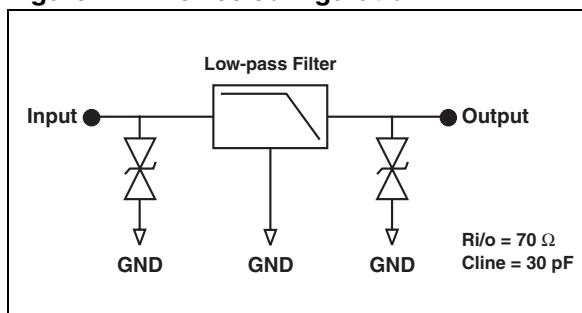 Low-pass Filter
Input
Output
GND
GND
GND
Ri/o = 70 Ω
Cline = 30 pF